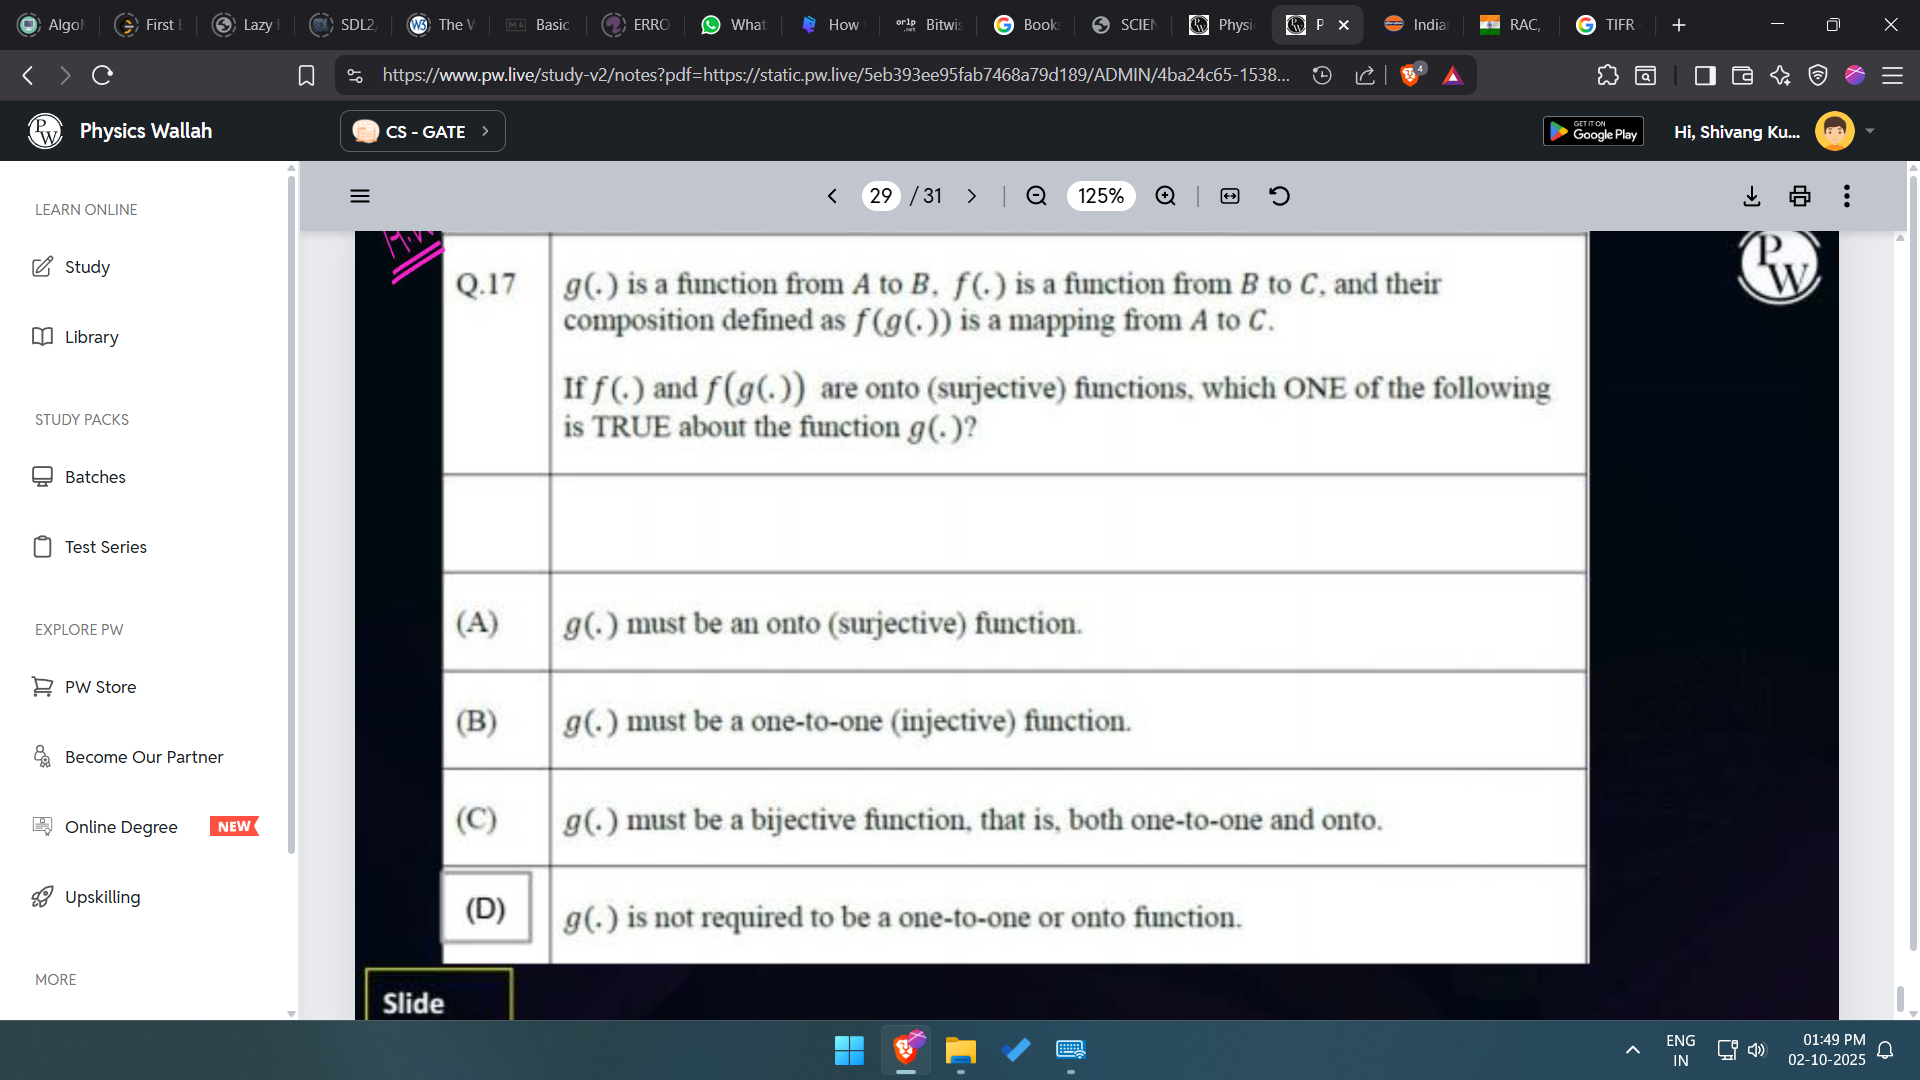 Algo
First
Lazy
SDL2
The
Basic
ERRO
What
How
Bitwis
Book
SCIEN
Physi
P
India
RAC,
TIFR
https://www.pw.live/study-v2/notes?pdf=https://static.pw.live/5eb393ee95fab7468a79d189/ADMIN/4ba24c65-1538...
4
PW
Physics Wallah
CS - GATE
GET IT ON
Google Play
Hi, Shivang Ku...
LEARN ONLINE
Study
Library
STUDY PACKS
Batches
Test Series
EXPLORE PW
PW Store
Become Our Partner
Online Degree NEW
Upskilling
MORE
29 / 31
125%
PW
Q.17
g(.) is a function from A to B, f(.) is a function from B to C, and their
composition defined as f(g(.)) is a mapping from A to C.
If f(.) and f(g(.)) are onto (surjective) functions, which ONE of the following
is TRUE about the function g(.)?
(A) g(.) must be an onto (surjective) function.
(B) g(.) must be a one-to-one (injective) function.
(C) g(.) must be a bijective function, that is, both one-to-one and onto.
(D) g(.) is not required to be a one-to-one or onto function.
Slide
ENG
IN
01:49 PM
02-10-2025